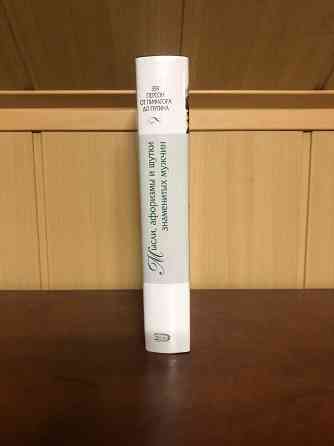 359
ПЕРСОН
ОТ ПИФАГОРА
ДО ПУТИНА
Мысли, афоризмы и шутки
знаменитых мужчин